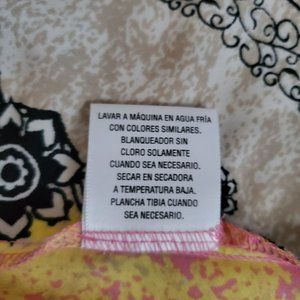 LAVAR A MÁQUINA EN AGUA FRÍA
CON COLORES SIMILARES.
BLANQUEADOR SIN
CLORO SOLAMENTE
CUANDO SEA NECESARIO.
SECAR EN SECADORA
A TEMPERATURA BAJA.
PLANCHA TIBIA CUANDO
SEA NECESARIO.